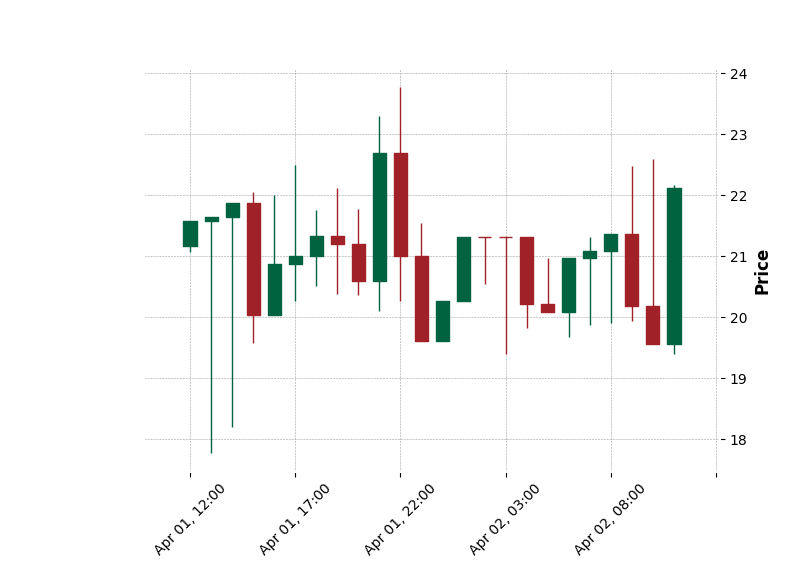 24
23
22
21
20
19
18
Price
Apr 01, 12:00
Apr 01, 17:00
Apr 01, 22:00
Apr 02, 03:00
Apr 02, 08:00